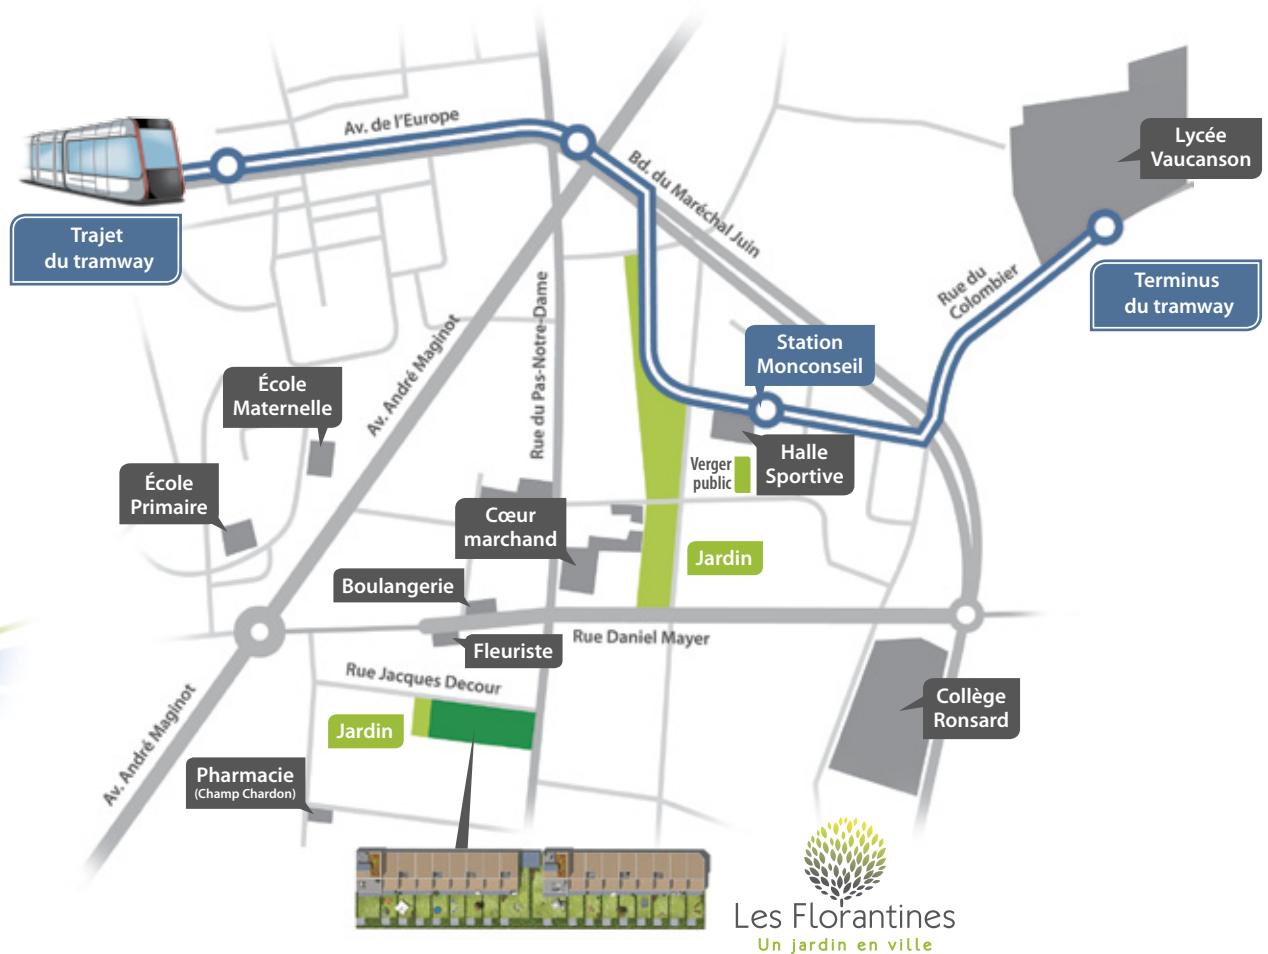 Av. de l'Europe
Lycée
Vaucanson
Bd. du Maréchal Juin
Trajet
du tramway
Rue du
Colombier
Terminus
du tramway
Rue du Pas-Notre-Dame
Av. André Maginot
Station
Monconseil
École
Maternelle
Halle
Sportive
Verger
public
École
Primaire
Cœur
marchand
Jardin
Boulangerie
Rue Daniel Mayer
Fleuriste
Rue Jacques Decour
Collège
Ronsard
Jardin
Av. André Maginot
Pharmacie
(Champ Chardon)
Les Florantines
Un jardin en ville